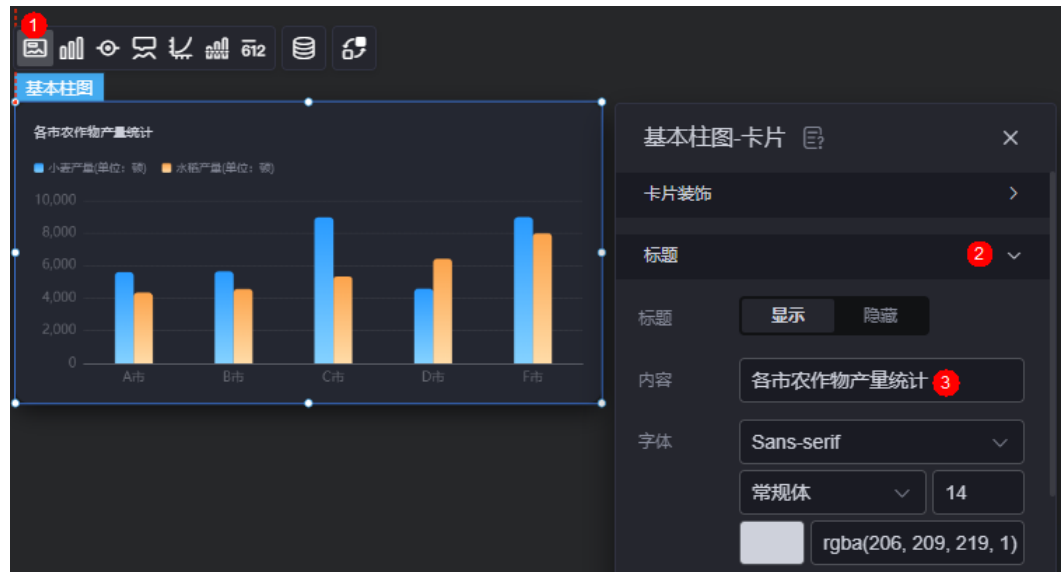 1
612
基本柱图
各市农作物产量统计
小麦产量(单位: 顿) 水稻产量(单位: 顿)
10,000
8,000
6,000
4,000
2,000
0
A市 B市 C市 D市 F市
基本柱图-卡片
卡片装饰
标题 2
标题 显示 隐藏
内容 各市农作物产量统计 3
字体 Sans-serif
常规体 14
rgba(206, 209, 219, 1)